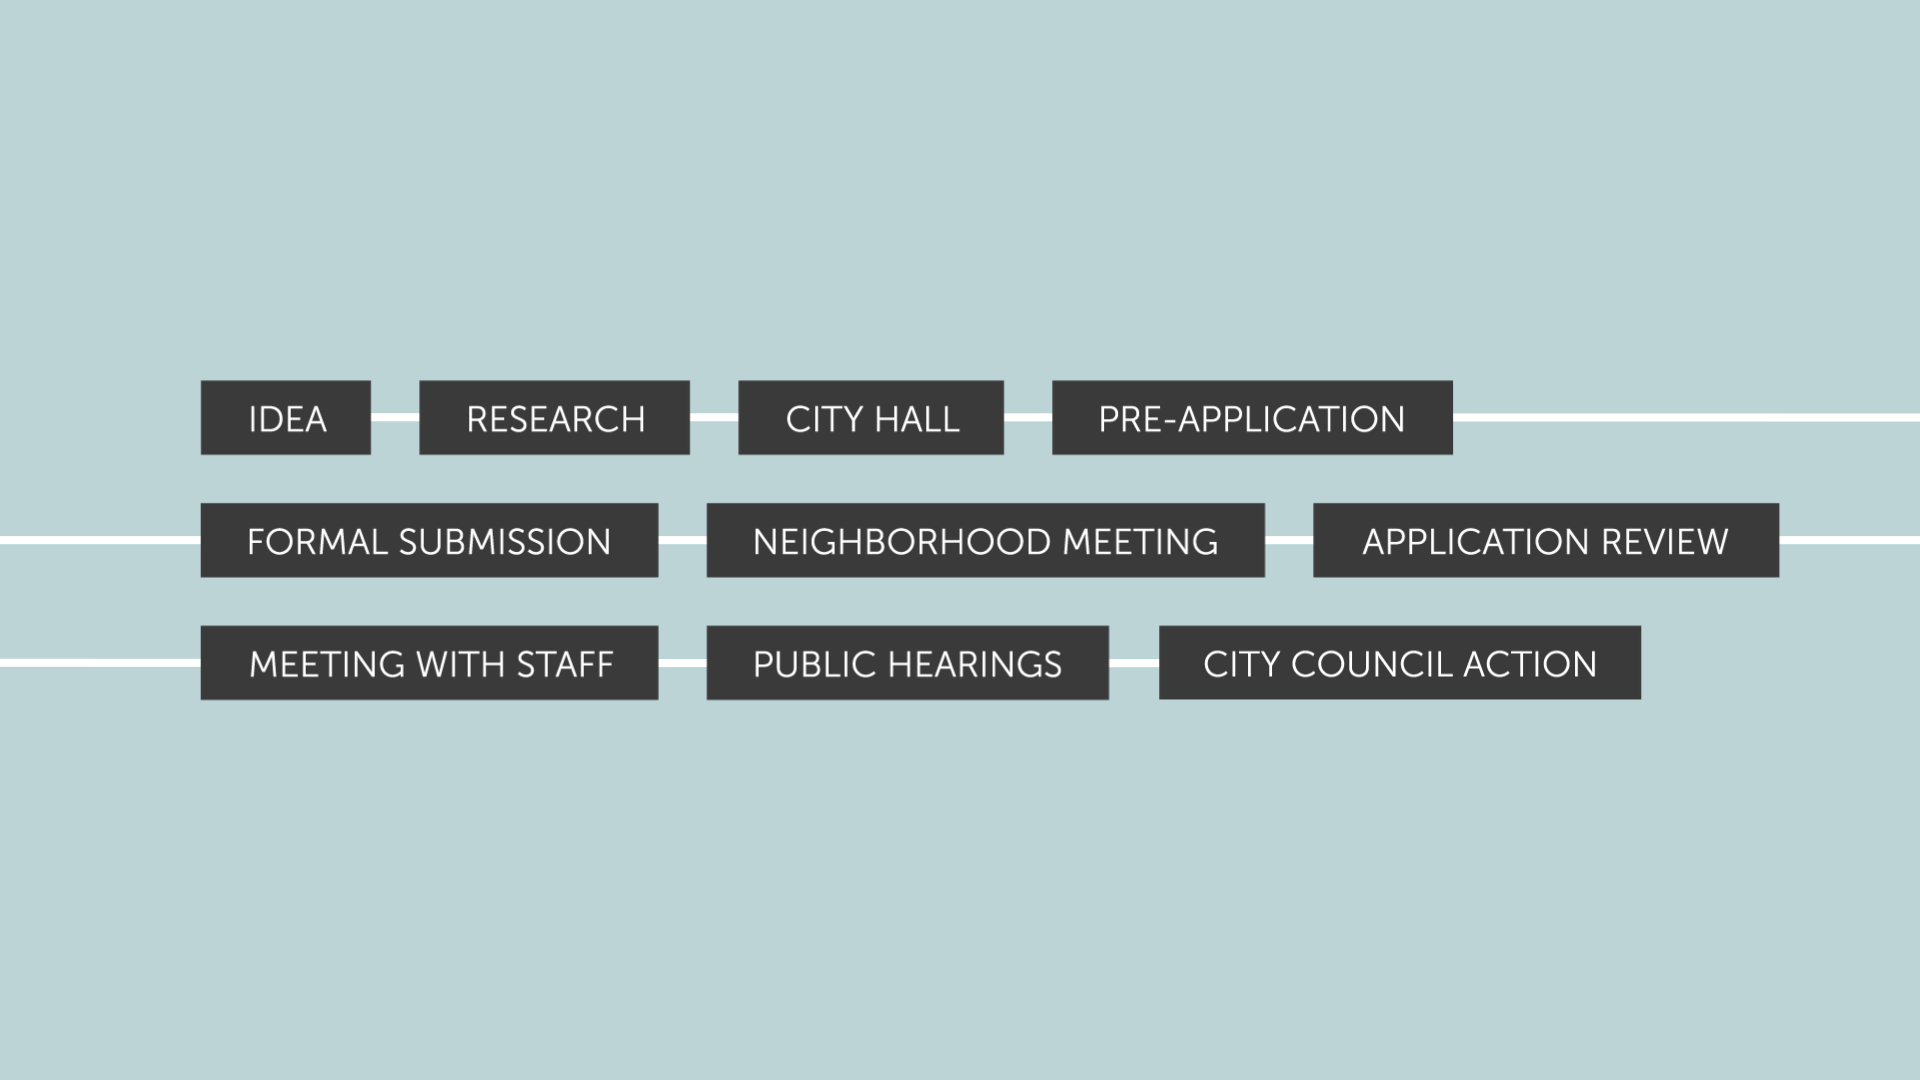 IDEA RESEARCH CITY HALL PRE-APPLICATION
FORMAL SUBMISSION NEIGHBORHOOD MEETING APPLICATION REVIEW
MEETING WITH STAFF PUBLIC HEARINGS CITY COUNCIL ACTION